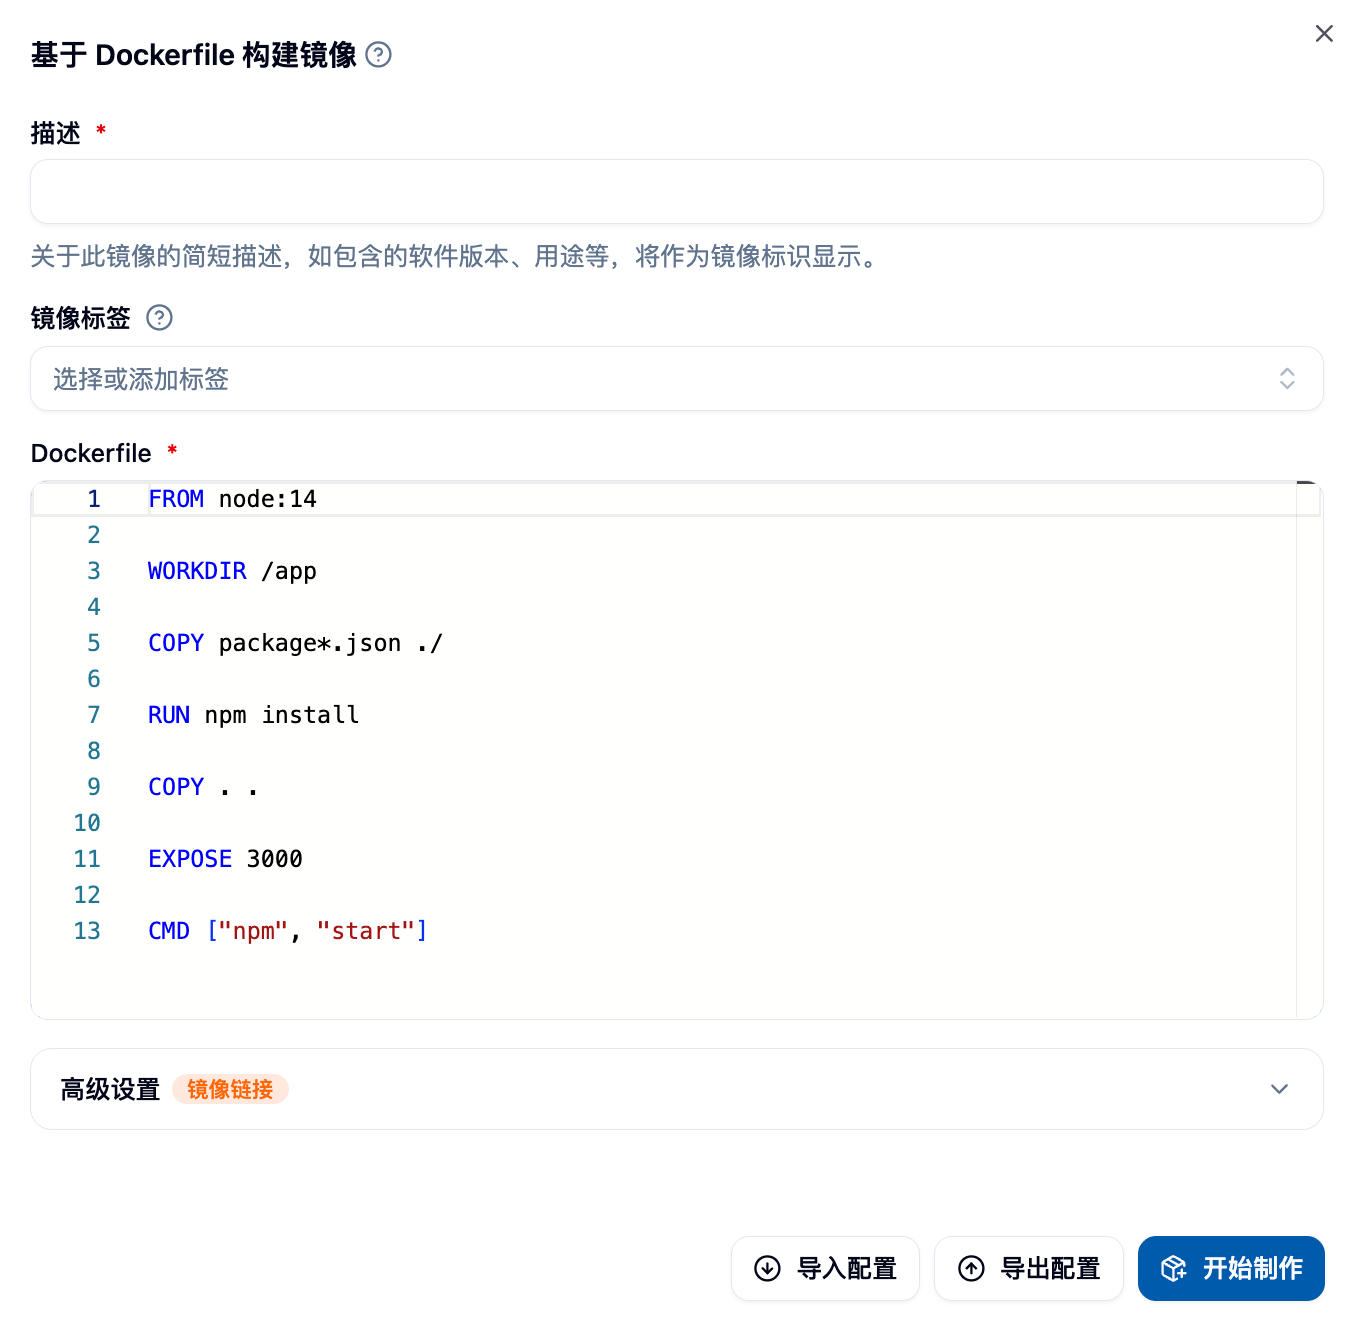 基于 Dockerfile 构建镜像
描述 *
关于此镜像的简短描述，如包含的软件版本、用途等，将作为镜像标识显示。
镜像标签
选择或添加标签
Dockerfile *
1 FROM node:14
2
3 WORKDIR /app
4
5 COPY package*.json ./
6
7 RUN npm install
8
9 COPY . .
10
11 EXPOSE 3000
12
13 CMD ["npm", "start"]
高级设置 镜像链接
导入配置 导出配置 开始制作